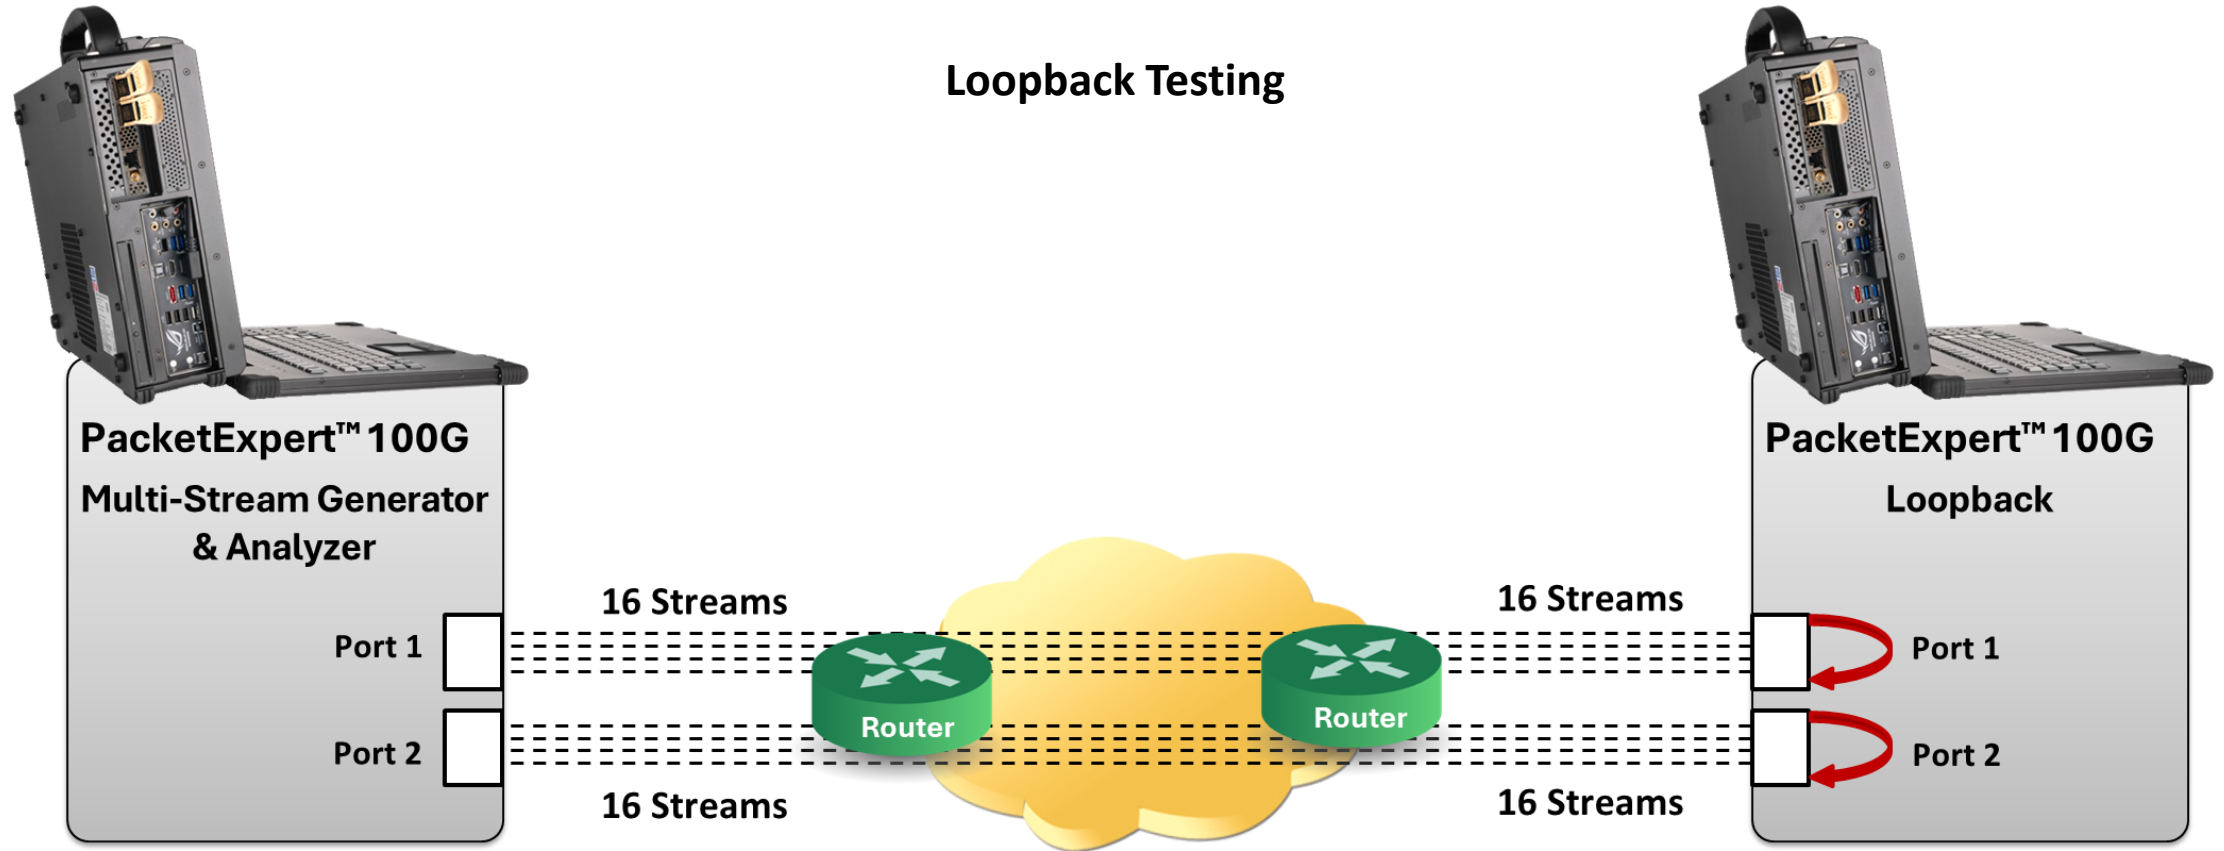 Loopback Testing
PacketExpert™ 100G
Multi-Stream Generator
& Analyzer
Port 1
Port 2
16 Streams
16 Streams
Router
Router
16 Streams
16 Streams
PacketExpert™ 100G
Loopback
Port 1
Port 2